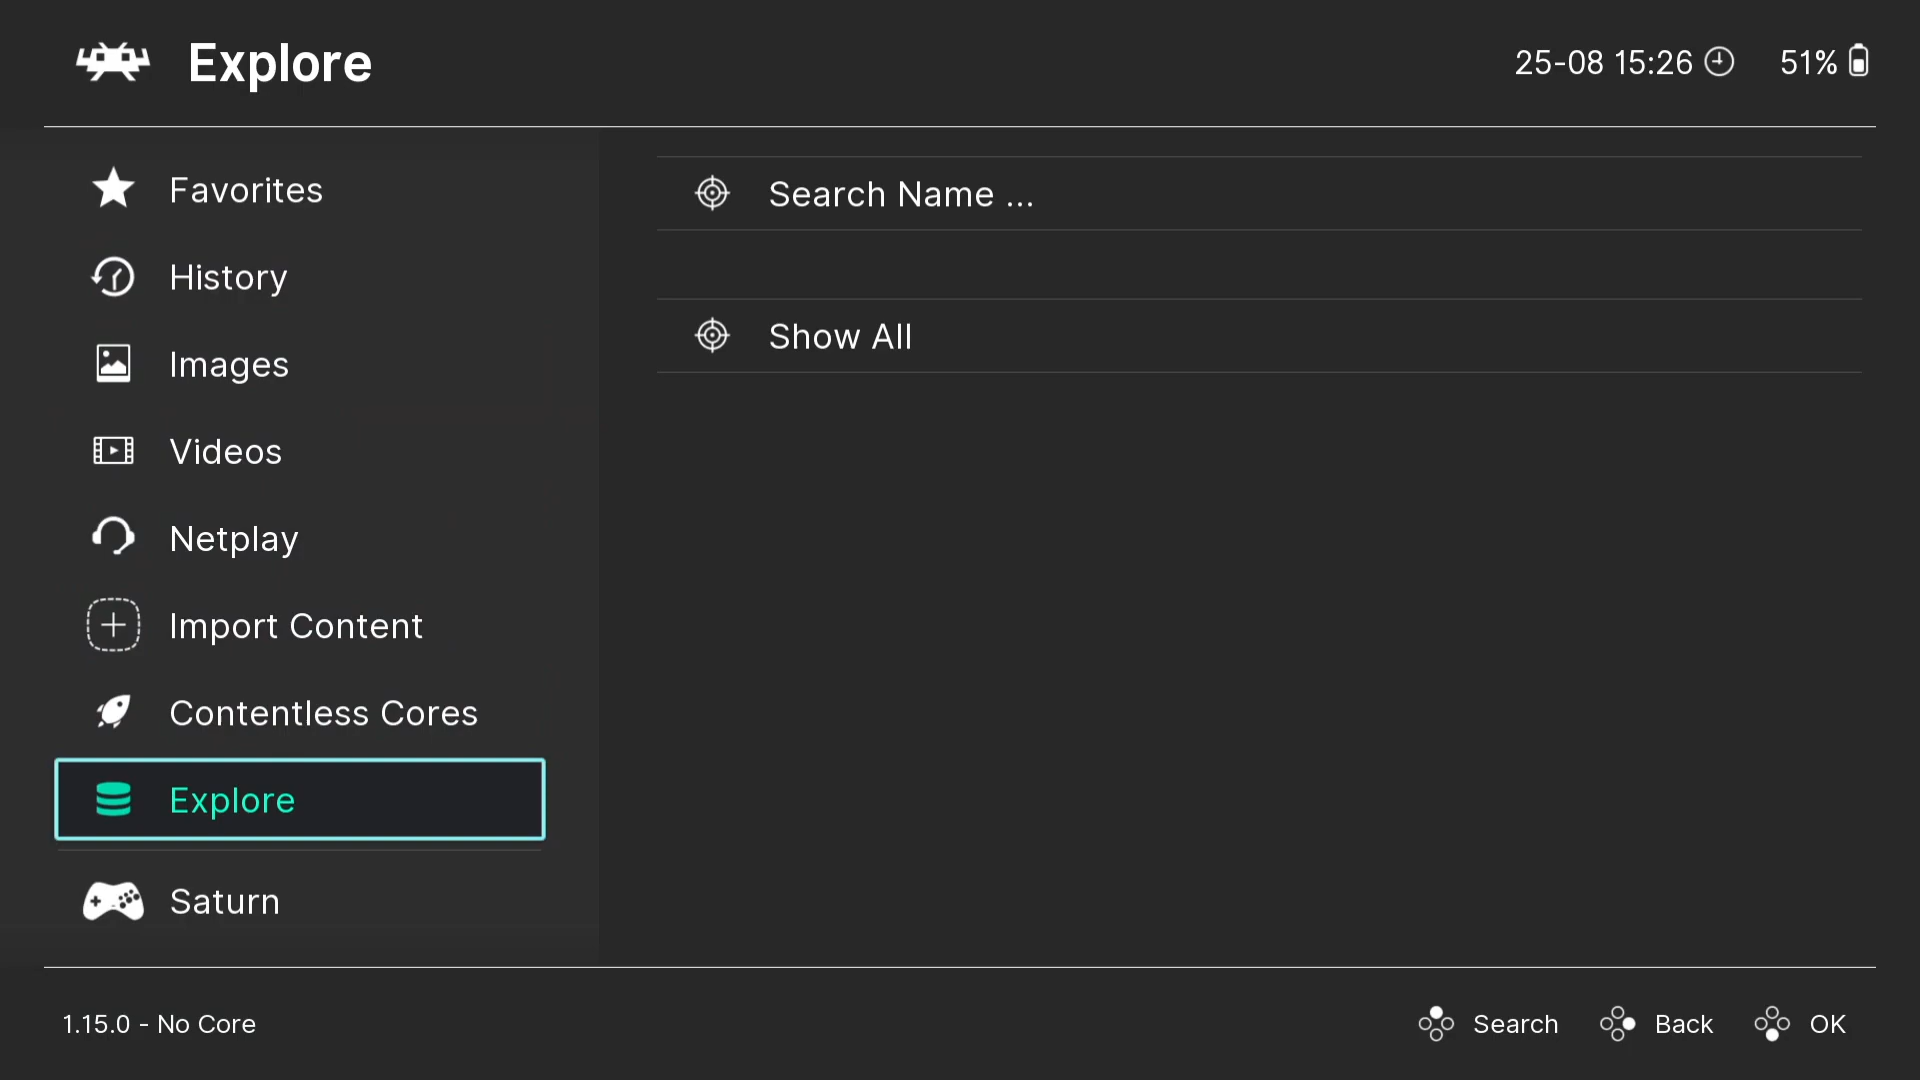 Explore
25-08 15:26
51%
Favorites
History
Images
Videos
Netplay
Import Content
Contentless Cores
Explore
Saturn
Search Name ...
Show All
1.15.0 - No Core
Search
Back
OK